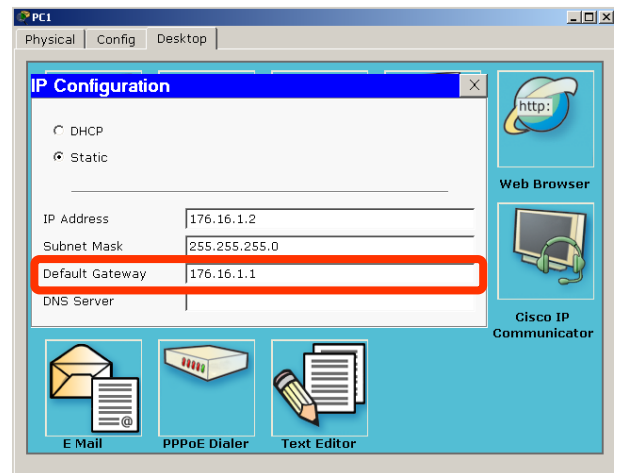 PC1
Physical Config Desktop
IP Configuration
http:
DHCP
Static
Web Browser
IP Address 176.16.1.2
Subnet Mask 255.255.255.0
Default Gateway 176.16.1.1
DNS Server
Cisco IP
Communicator
@
E Mail PPPoE Dialer Text Editor